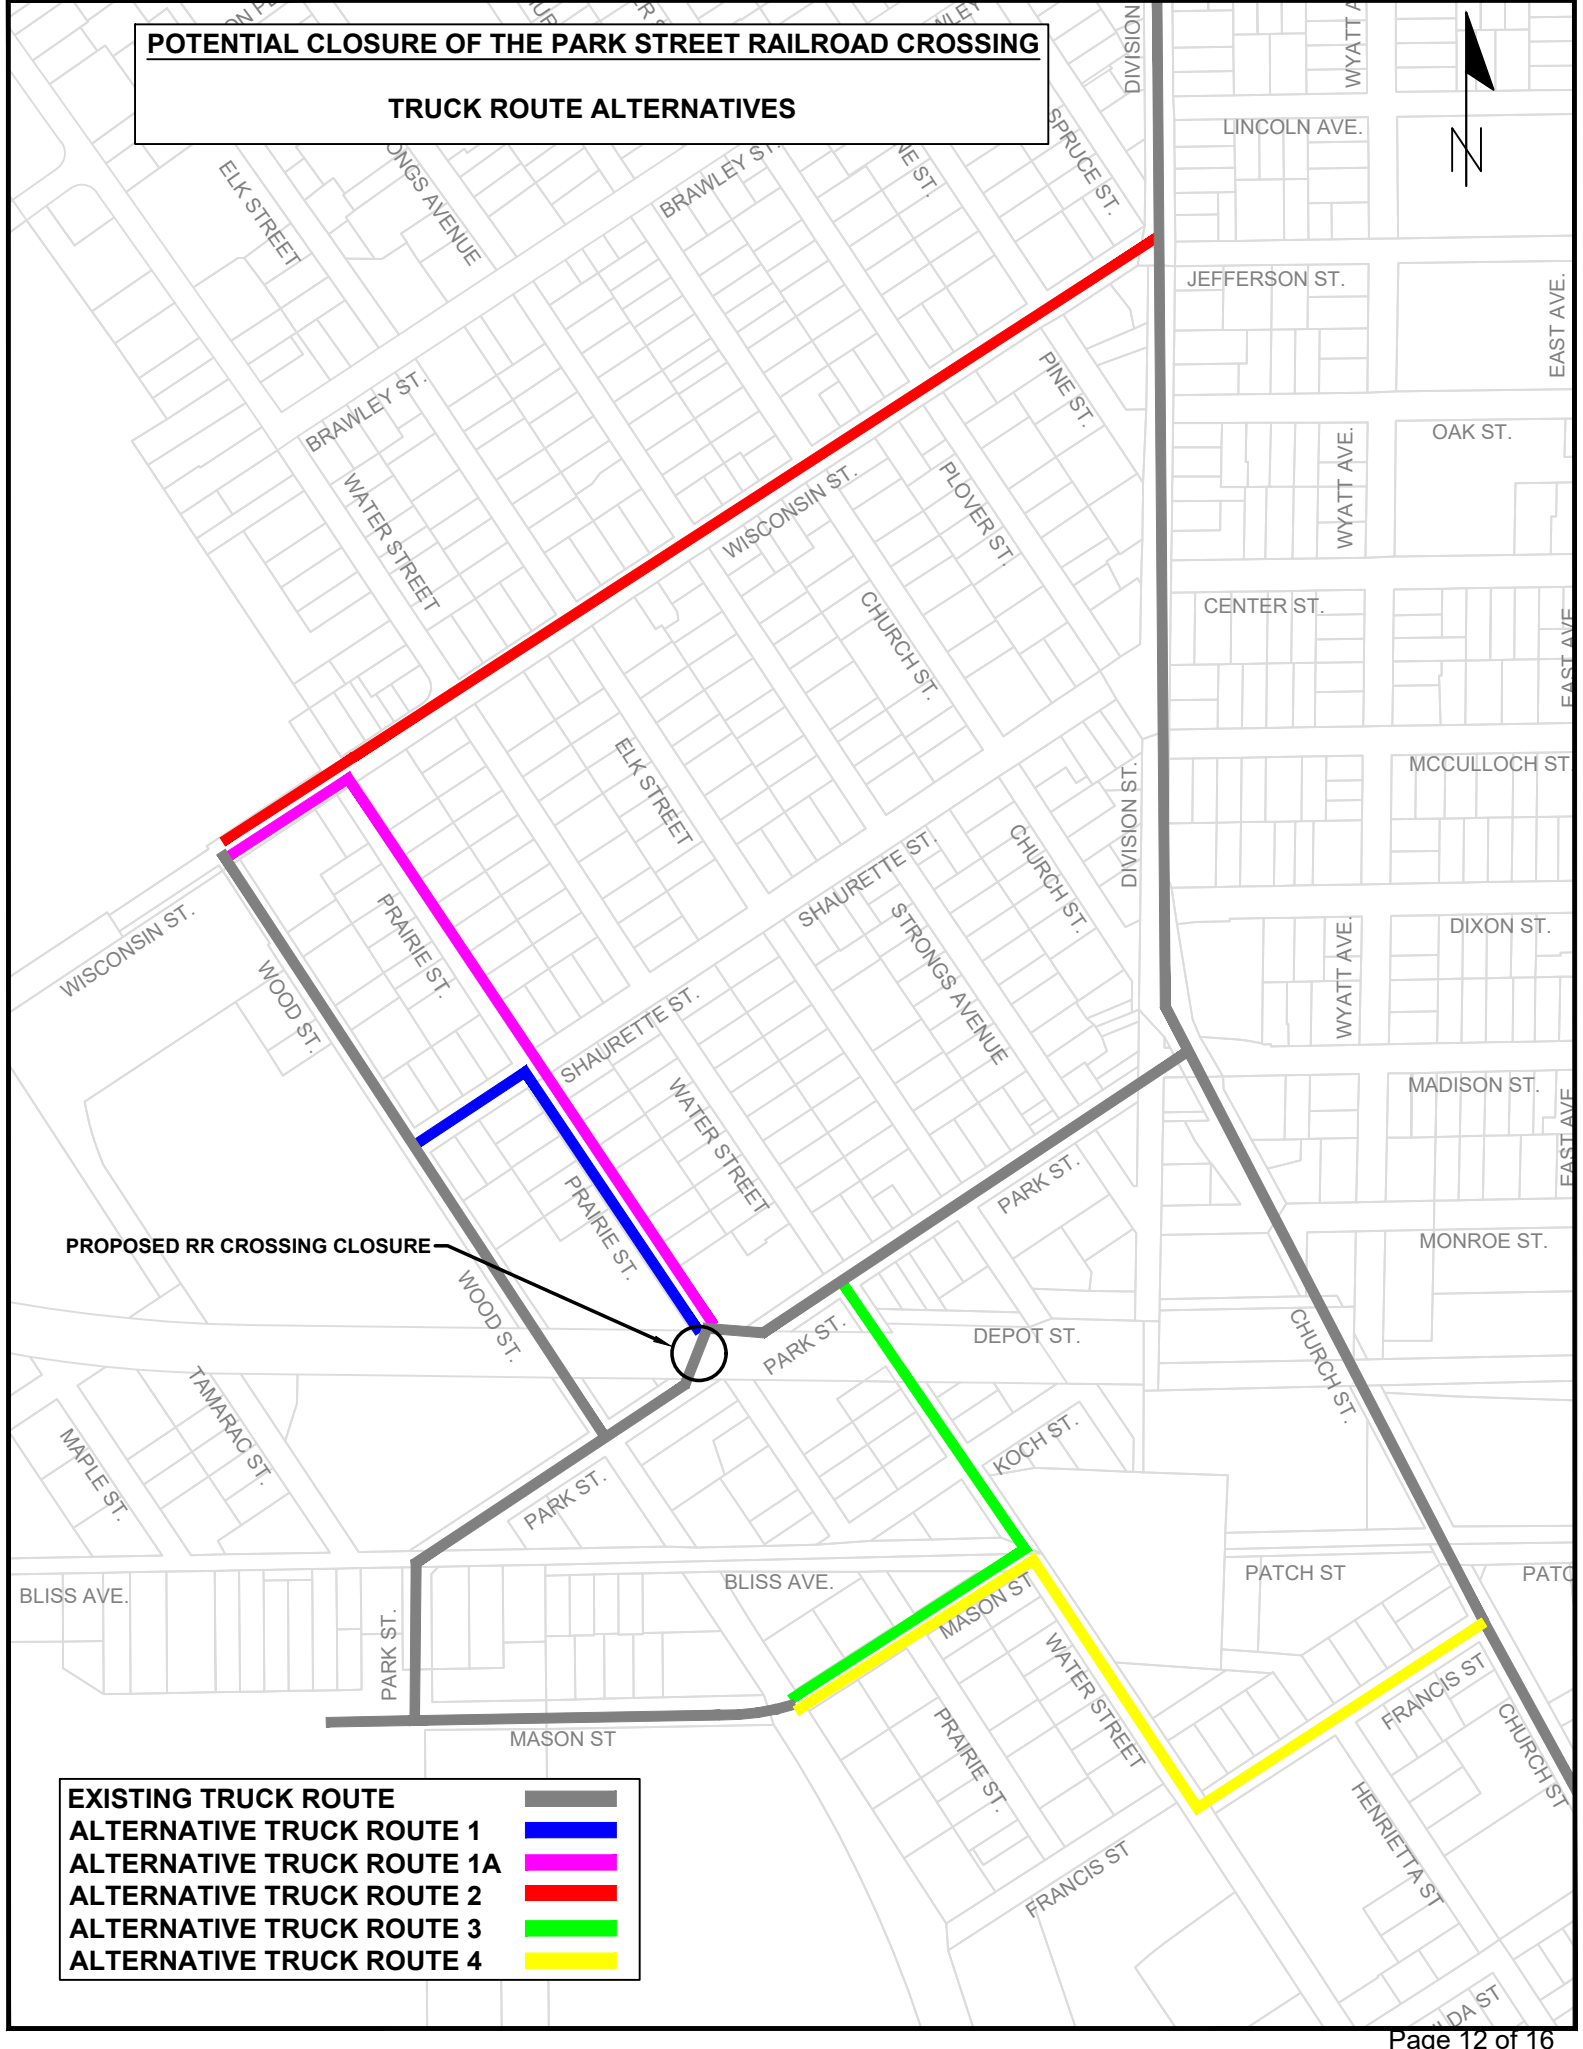 POTENTIAL CLOSURE OF THE PARK STREET RAILROAD CROSSING
TRUCK ROUTE ALTERNATIVES
DIVISION
WYATT
LINCOLN AVE.
SPRUCE ST.
ELK STREET
BRAWLEY ST.
JEFFERSON ST.
EAST AVE.
PINE ST.
BRAWLEY ST.
OAK ST.
WYATT AVE.
WATER STREET
WISCONSIN ST.
PLOVER ST.
CENTER ST.
CHURCH ST.
EAST AVE
ELK STREET
MCCULLOCH ST.
DIVISION ST.
CHURCH ST.
SHAURETTE ST.
PRAIRIE ST.
WISCONSIN ST.
STRONGS AVENUE
DIXON ST.
WYATT AVE.
WOOD ST.
SHAURETTE ST.
WATER STREET
MADISON ST.
EAST AVE
PARK ST.
PRAIRIE ST.
PROPOSED RR CROSSING CLOSURE
MONROE ST.
WOOD ST.
PARK ST.
DEPOT ST.
CHURCH ST.
TAMARAC ST.
MAPLE ST.
KOCH ST.
PARK ST.
BLISS AVE.
BLISS AVE.
PATCH ST
PARK ST.
MASON ST
WATER STREET
FRANCIS ST
MASON ST
PRAIRIE ST.
CHURCH ST
HENRIETTA ST
FRANCIS ST
EXISTING TRUCK ROUTE
ALTERNATIVE TRUCK ROUTE 1
ALTERNATIVE TRUCK ROUTE 1A
ALTERNATIVE TRUCK ROUTE 2
ALTERNATIVE TRUCK ROUTE 3
ALTERNATIVE TRUCK ROUTE 4
Page 12 of 16